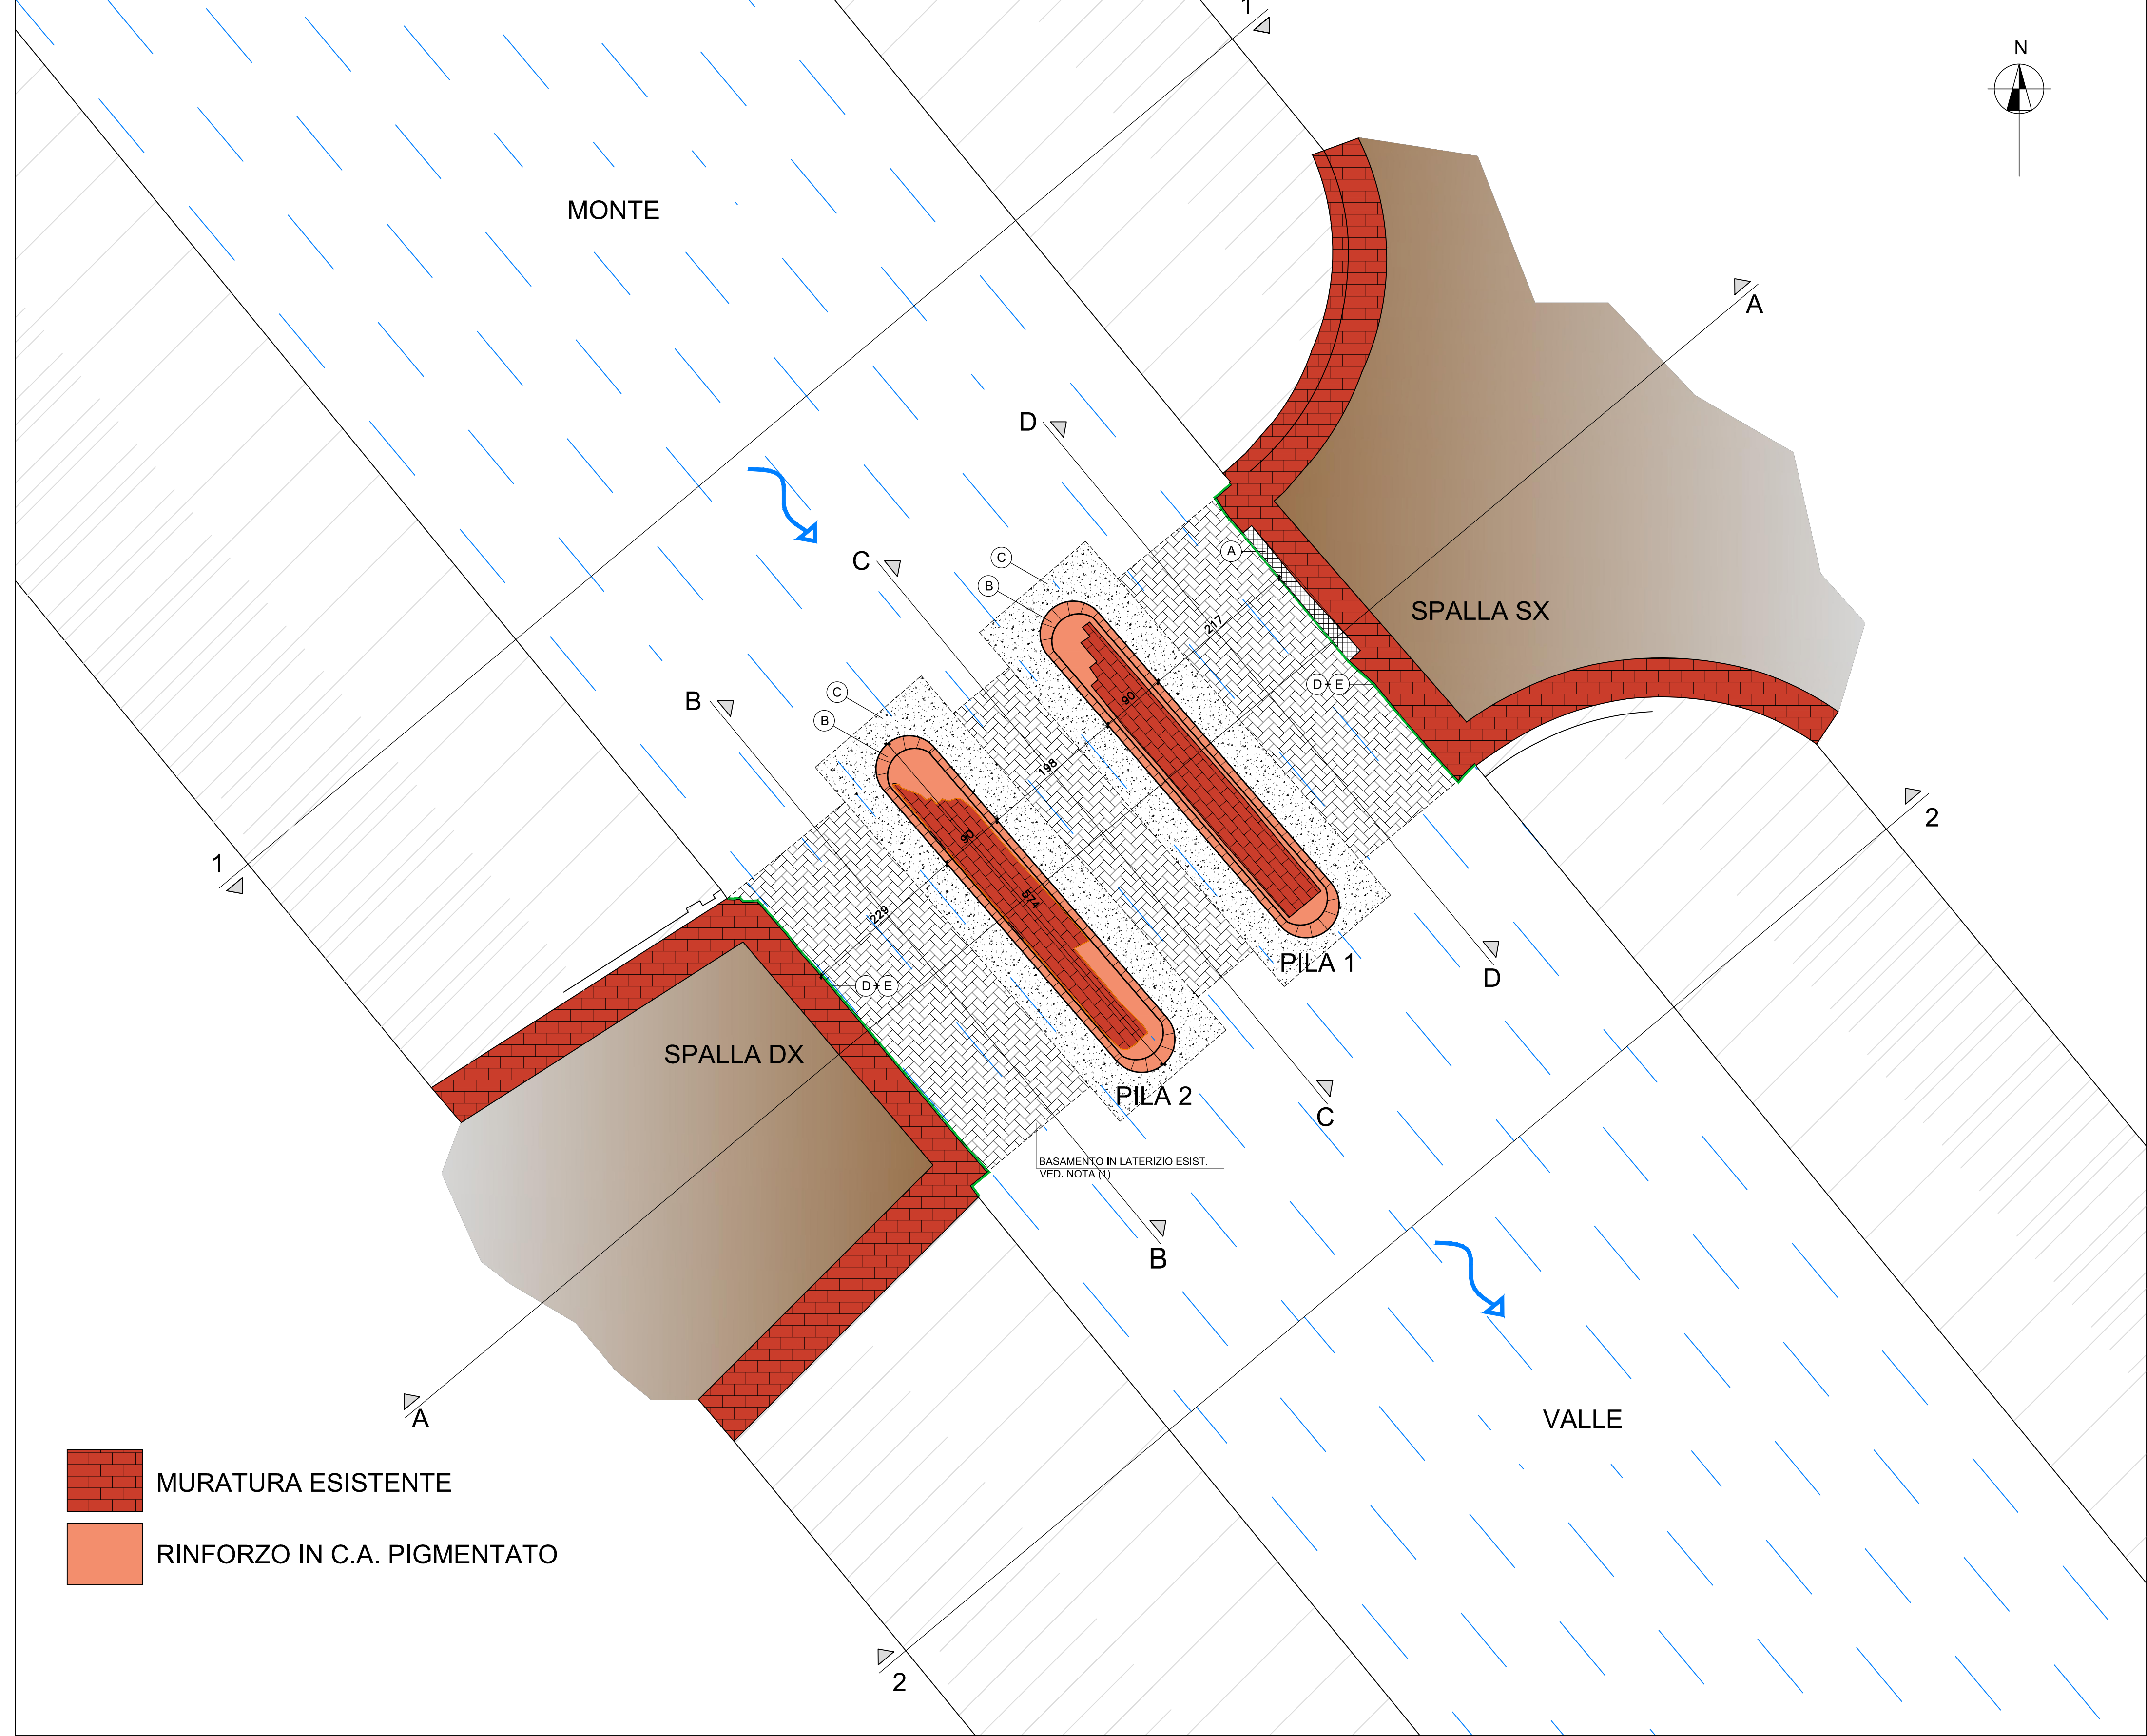 1
N
MONTE
A
D
C
C
A
B
SPALLA SX
217
D+E
90
B
C
B
198
2
90
1
574
229
D
PILA 1
D+E
SPALLA DX
PILA 2
C
BASAMENTO IN LATERIZIO ESIST.
VED. NOTA (1)
B
A
VALLE
MURATURA ESISTENTE
RINFORZO IN C.A. PIGMENTATO
2